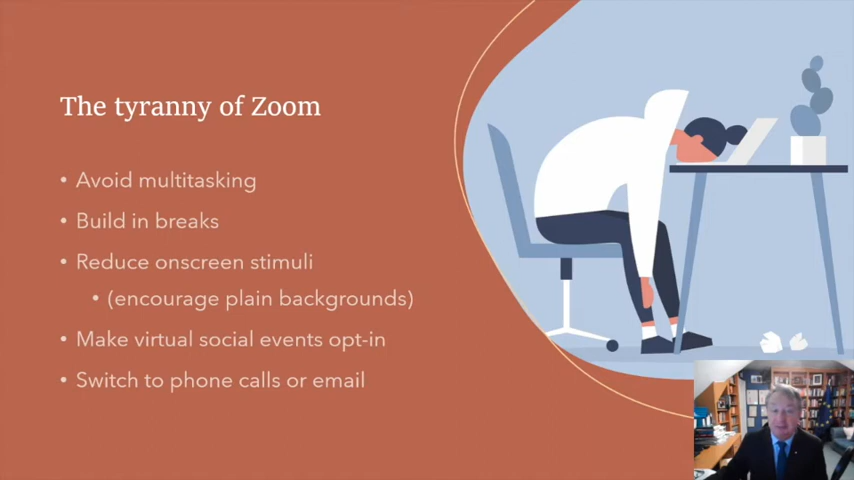 The tyranny of Zoom
• Avoid multitasking
• Build in breaks
• Reduce onscreen stimuli
• (encourage plain backgrounds)
• Make virtual social events opt-in
• Switch to phone calls or email